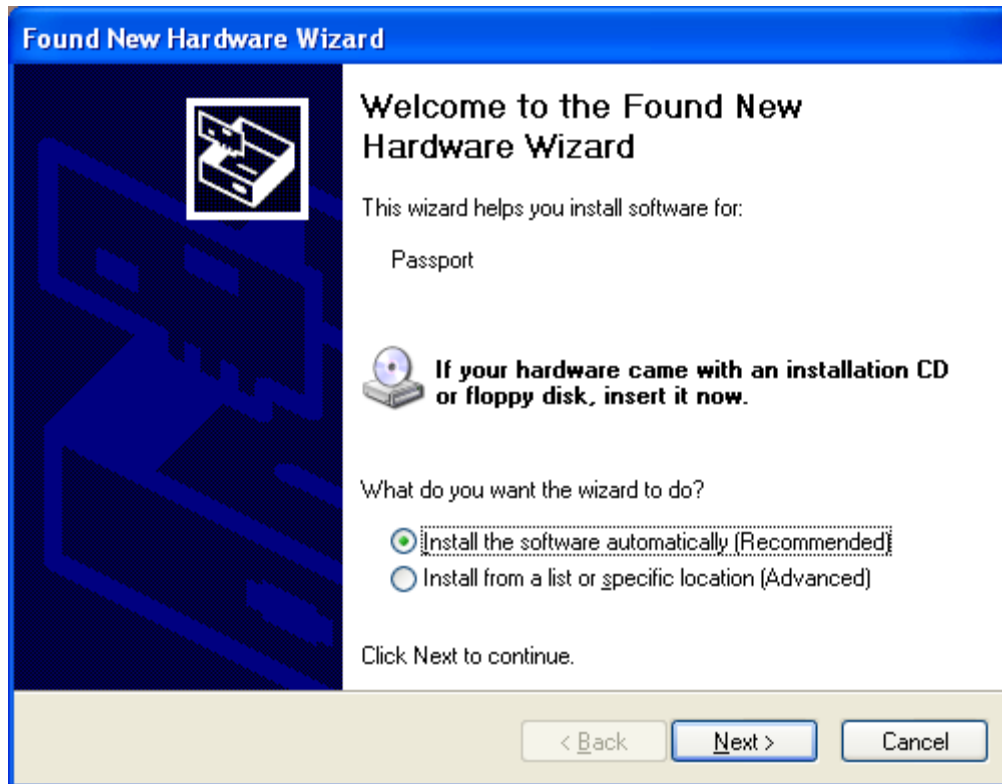 Found New Hardware Wizard
Welcome to the Found New
Hardware Wizard
This wizard helps you install software for:
Passport
If your hardware came with an installation CD
or floppy disk, insert it now.
What do you want the wizard to do?
Install the software automatically (Recommended)
Install from a list or specific location (Advanced)
Click Next to continue.
< Back Next > Cancel